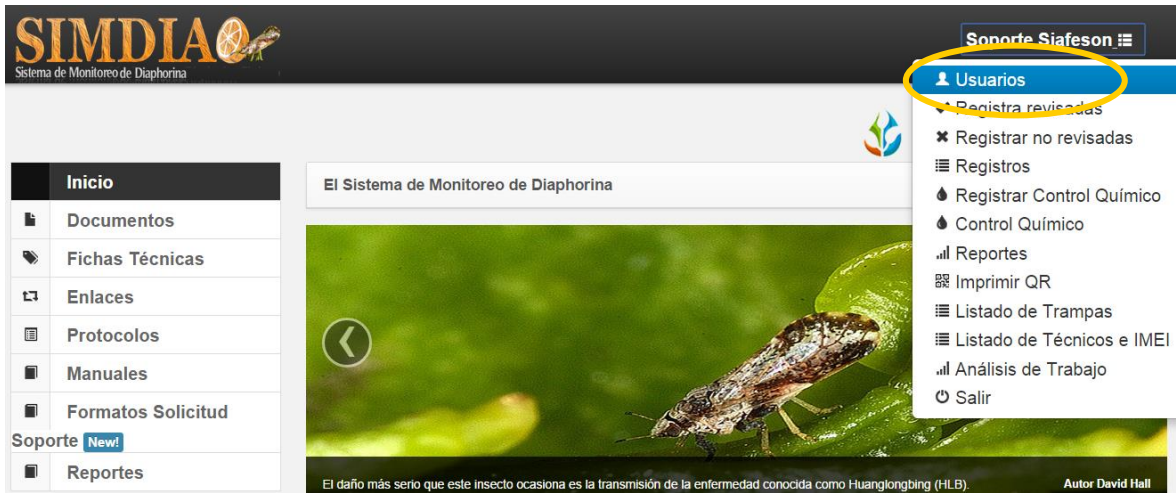 SIMDIA
Sistema de Monitoreo de Diaphorina
Soporte Siafeson
Usuarios
Registra revisadas
Registrar no revisadas
Registros
Registrar Control Químico
Control Químico
Reportes
Imprimir QR
Listado de Trampas
Listado de Técnicos e IMEI
Análisis de Trabajo
Salir
Inicio
Documentos
Fichas Técnicas
Enlaces
Protocolos
Manuales
Formatos Solicitud
Soporte New!
Reportes
El Sistema de Monitoreo de Diaphorina
El daño más serio que este insecto ocasiona es la transmisión de la enfermedad conocida como Huanglongbing (HLB). Autor David Hall